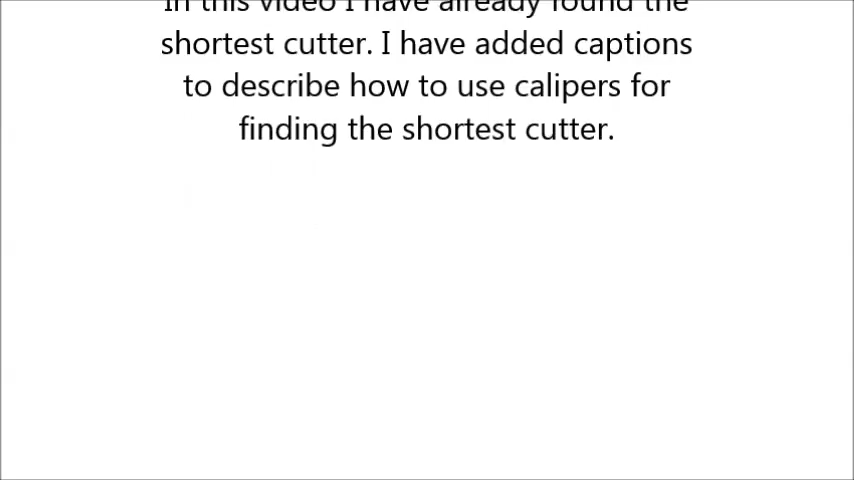 In this video I have already found the
shortest cutter. I have added captions
to describe how to use calipers for
finding the shortest cutter.